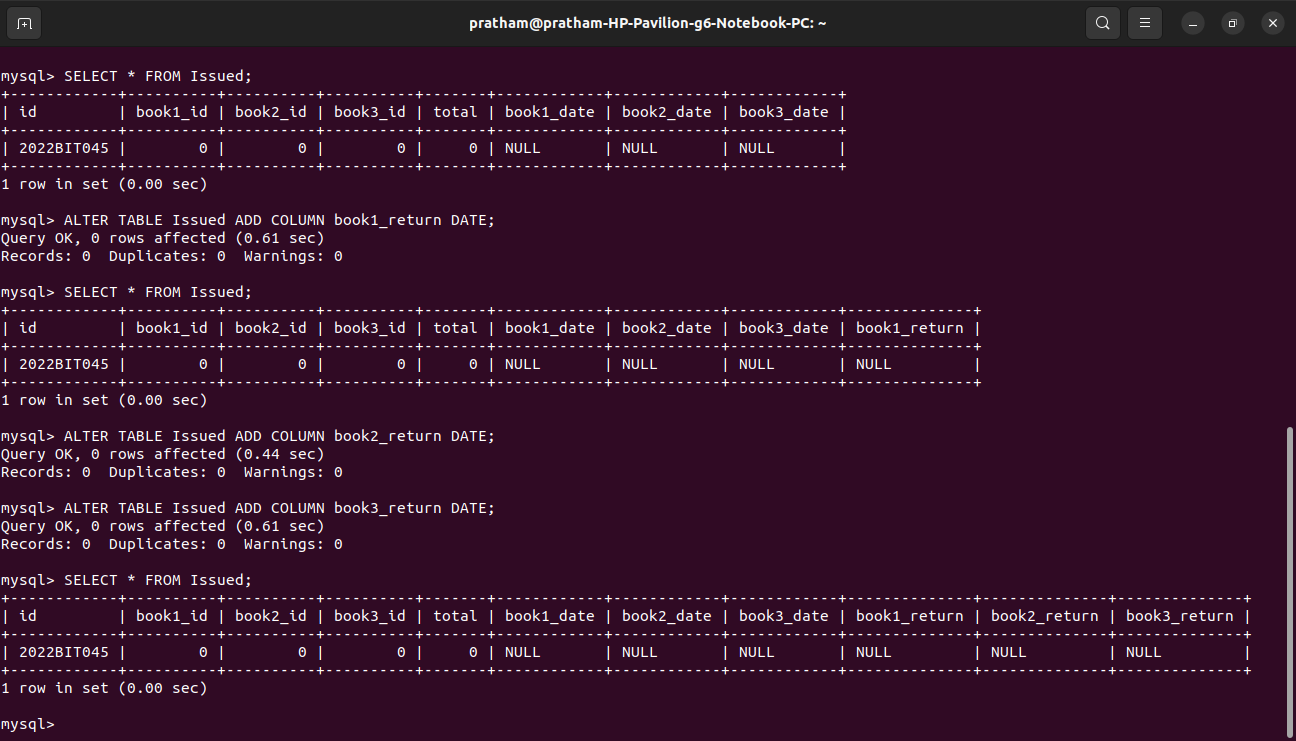 pratham@pratham-HP-Pavilion-g6-Notebook-PC: ~
mysql> SELECT * FROM Issued;
+------------+----------+----------+----------+-------+------------+------------+------------+
| id         | book1_id | book2_id | book3_id | total | book1_date | book2_date | book3_date |
+------------+----------+----------+----------+-------+------------+------------+------------+
| 2022BIT045 |        0 |        0 |        0 |     0 | NULL       | NULL       | NULL       |
+------------+----------+----------+----------+-------+------------+------------+------------+
1 row in set (0.00 sec)
mysql> ALTER TABLE Issued ADD COLUMN book1_return DATE;
Query OK, 0 rows affected (0.61 sec)
Records: 0  Duplicates: 0  Warnings: 0
mysql> SELECT * FROM Issued;
+------------+----------+----------+----------+-------+------------+------------+------------+--------------+
| id         | book1_id | book2_id | book3_id | total | book1_date | book2_date | book3_date | book1_return |
+------------+----------+----------+----------+-------+------------+------------+------------+--------------+
| 2022BIT045 |        0 |        0 |        0 |     0 | NULL       | NULL       | NULL       | NULL         |
+------------+----------+----------+----------+-------+------------+------------+------------+--------------+
1 row in set (0.00 sec)
mysql> ALTER TABLE Issued ADD COLUMN book2_return DATE;
Query OK, 0 rows affected (0.44 sec)
Records: 0  Duplicates: 0  Warnings: 0
mysql> ALTER TABLE Issued ADD COLUMN book3_return DATE;
Query OK, 0 rows affected (0.61 sec)
Records: 0  Duplicates: 0  Warnings: 0
mysql> SELECT * FROM Issued;
+------------+----------+----------+----------+-------+------------+------------+------------+--------------+--------------+--------------+
| id         | book1_id | book2_id | book3_id | total | book1_date | book2_date | book3_date | book1_return | book2_return | book3_return |
+------------+----------+----------+----------+-------+------------+------------+------------+--------------+--------------+--------------+
| 2022BIT045 |        0 |        0 |        0 |     0 | NULL       | NULL       | NULL       | NULL         | NULL         | NULL         |
+------------+----------+----------+----------+-------+------------+------------+------------+--------------+--------------+--------------+
1 row in set (0.00 sec)
mysql>